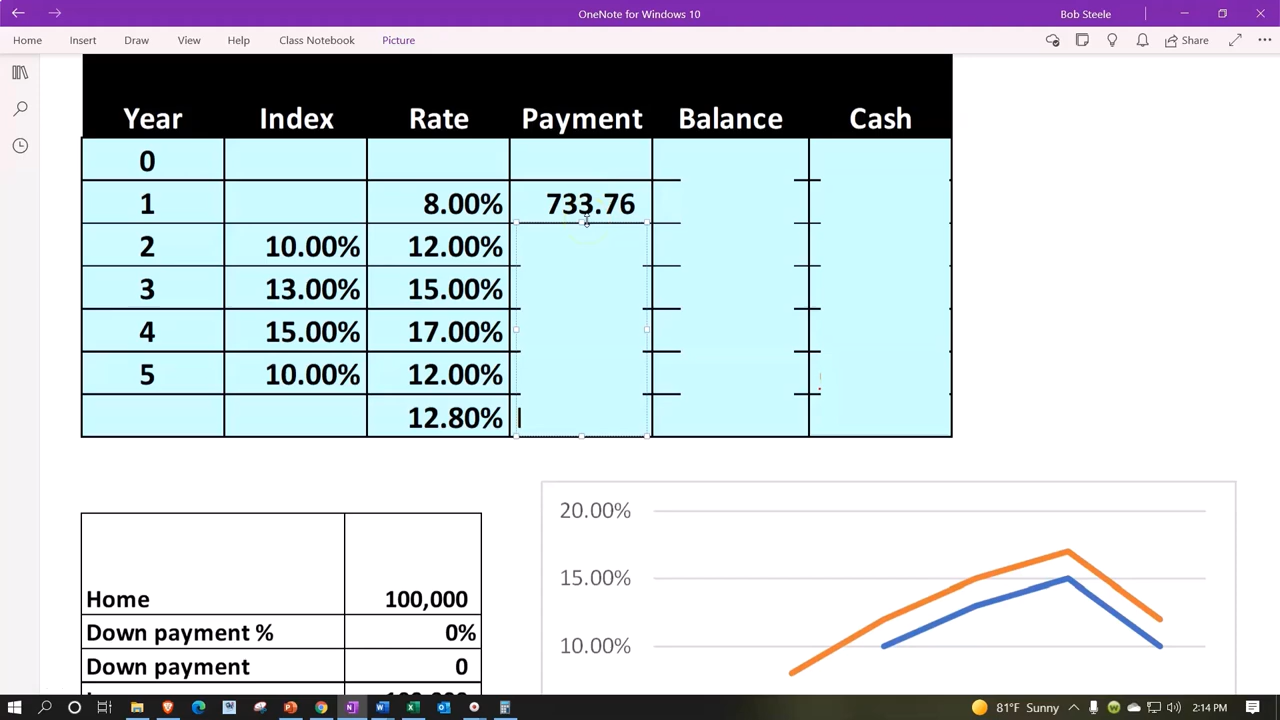 OneNote for Windows 10
Bob Steele
Home Insert Draw View Help Class Notebook Picture
Share
Year Index Rate Payment Balance Cash
0
1 8.00% 733.76
2 10.00% 12.00%
3 13.00% 15.00%
4 15.00% 17.00%
5 10.00% 12.00%
12.80%
Home 100,000
Down payment % 0%
Down payment 0
20.00%
15.00%
10.00%
81°F Sunny
2:14 PM